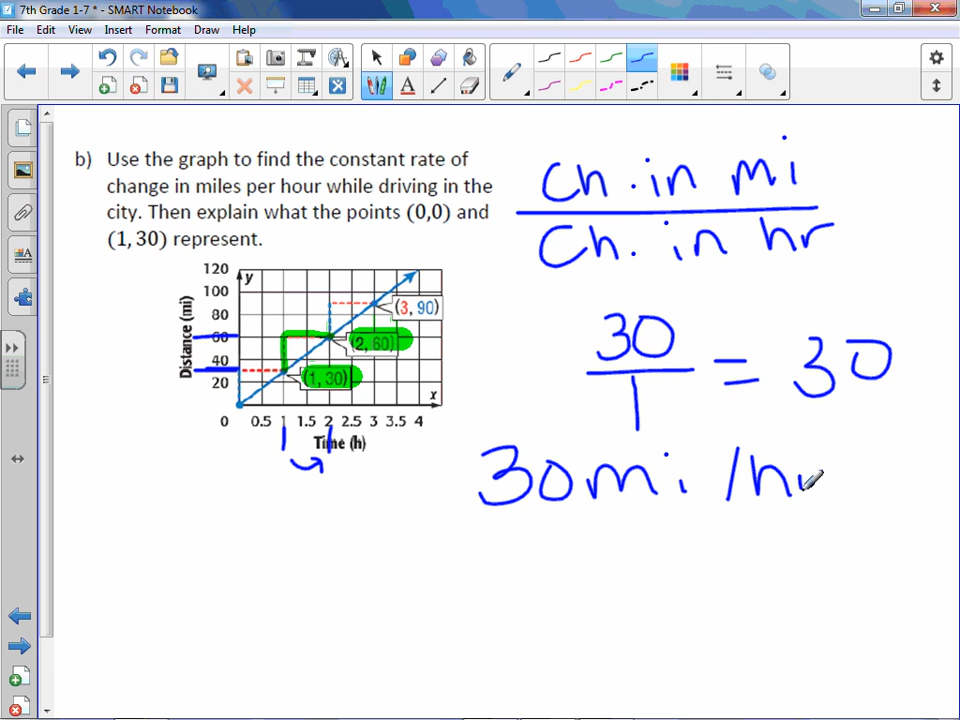 7th Grade 1-7 * - SMART Notebook
File Edit View Insert Format Draw Help
b) Use the graph to find the constant rate of
change in miles per hour while driving in the
city. Then explain what the points (0,0) and
(1, 30) represent.
Ch. in mi
Ch. in hr
30
1
= 30
30 mi /hr
120
100
80
60
40
20
0
y
Distance (mi)
(3, 90)
(2, 60)
(1, 30)
x
0.5 1 1.5 2 2.5 3 3.5 4
Time (h)